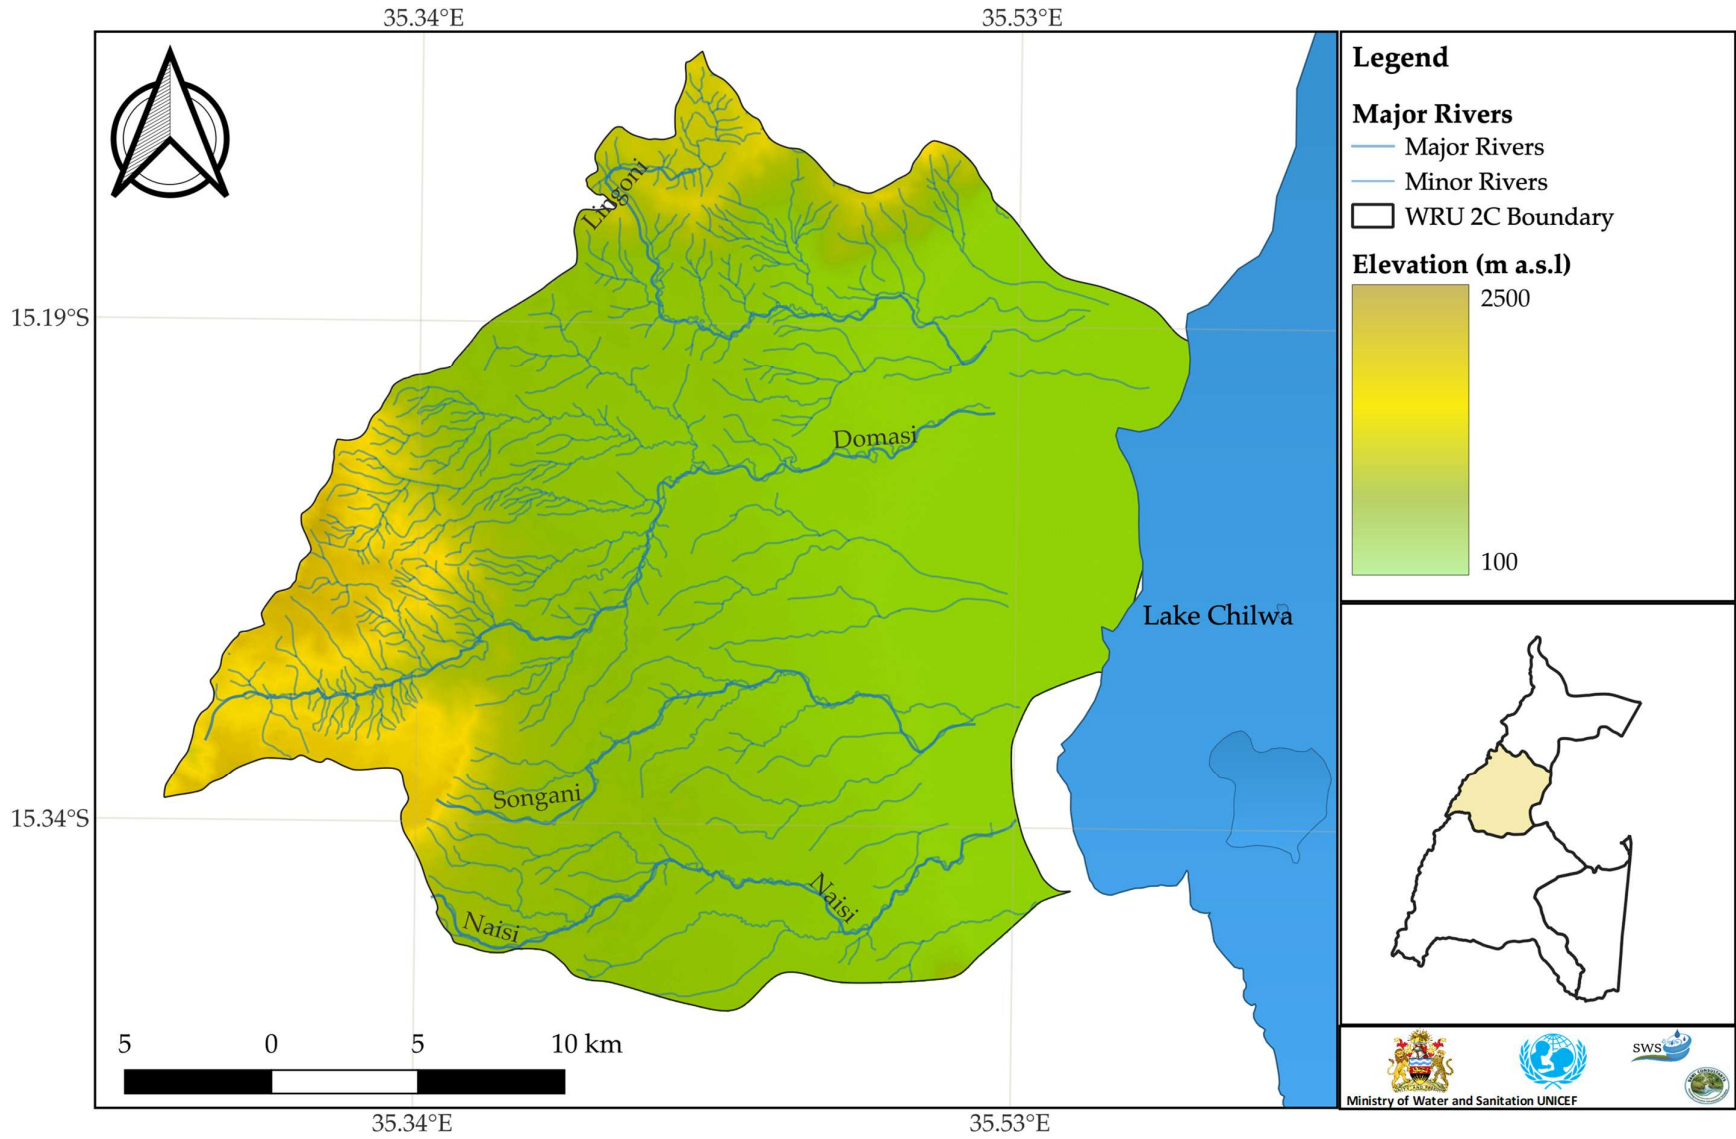 35.34°E
35.53°E
Lingoni
15.19°S
Domasi
Lake Chilwa
Songani
15.34°S
Naisi
Naisi
5 0 5 10 km
35.34°E
35.53°E
Legend
Major Rivers
Major Rivers
Minor Rivers
WRU 2C Boundary
Elevation (m a.s.l)
2500
100
SWS
Ministry of Water and Sanitation UNICEF